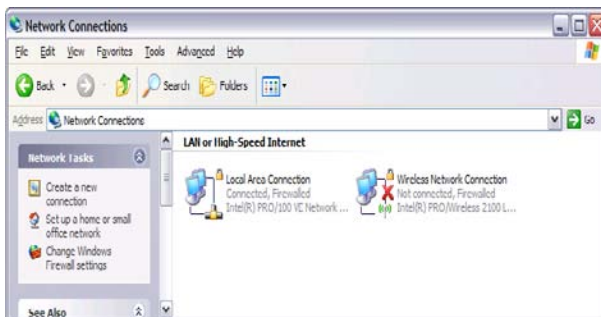 Network Connections
File Edit View Favorites Tools Advanced Help
Back Search Folders
Address Network Connections Go
Network Tasks
Create a new
connection
Set up a home or small
office network
Change Windows
Firewall settings
See Also
LAN or High-Speed Internet
Local Area Connection
Connected, Firewalled
Intel(R) PRO/100 VE Network ...
Wireless Network Connection
Not connected, Firewalled
Intel(R) PRO/Wireless 2100 L...